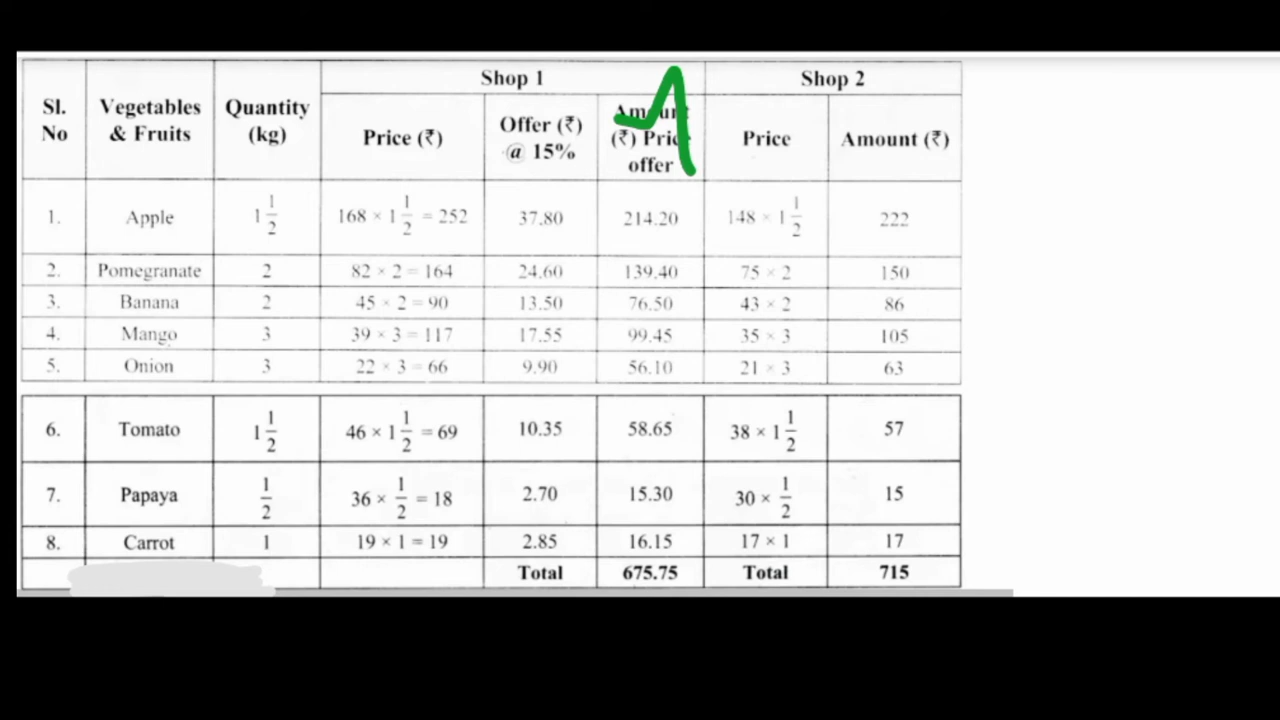 Shop 1 Shop 2
Sl. No Vegetables & Fruits Quantity (kg) Price (₹) Offer (₹) @ 15% Amount (₹) Price offer Price Amount (₹)
1. Apple 1 1/2 168 × 1 1/2 = 252 37.80 214.20 148 × 1 1/2 222
2. Pomegranate 2 82 × 2 = 164 24.60 139.40 75 × 2 150
3. Banana 2 45 × 2 = 90 13.50 76.50 43 × 2 86
4. Mango 3 39 × 3 = 117 17.55 99.45 35 × 3 105
5. Onion 3 22 × 3 = 66 9.90 56.10 21 × 3 63
6. Tomato 1 1/2 46 × 1 1/2 = 69 10.35 58.65 38 × 1 1/2 57
7. Papaya 1/2 36 × 1/2 = 18 2.70 15.30 30 × 1/2 15
8. Carrot 1 19 × 1 = 19 2.85 16.15 17 × 1 17
Total 675.75 Total 715